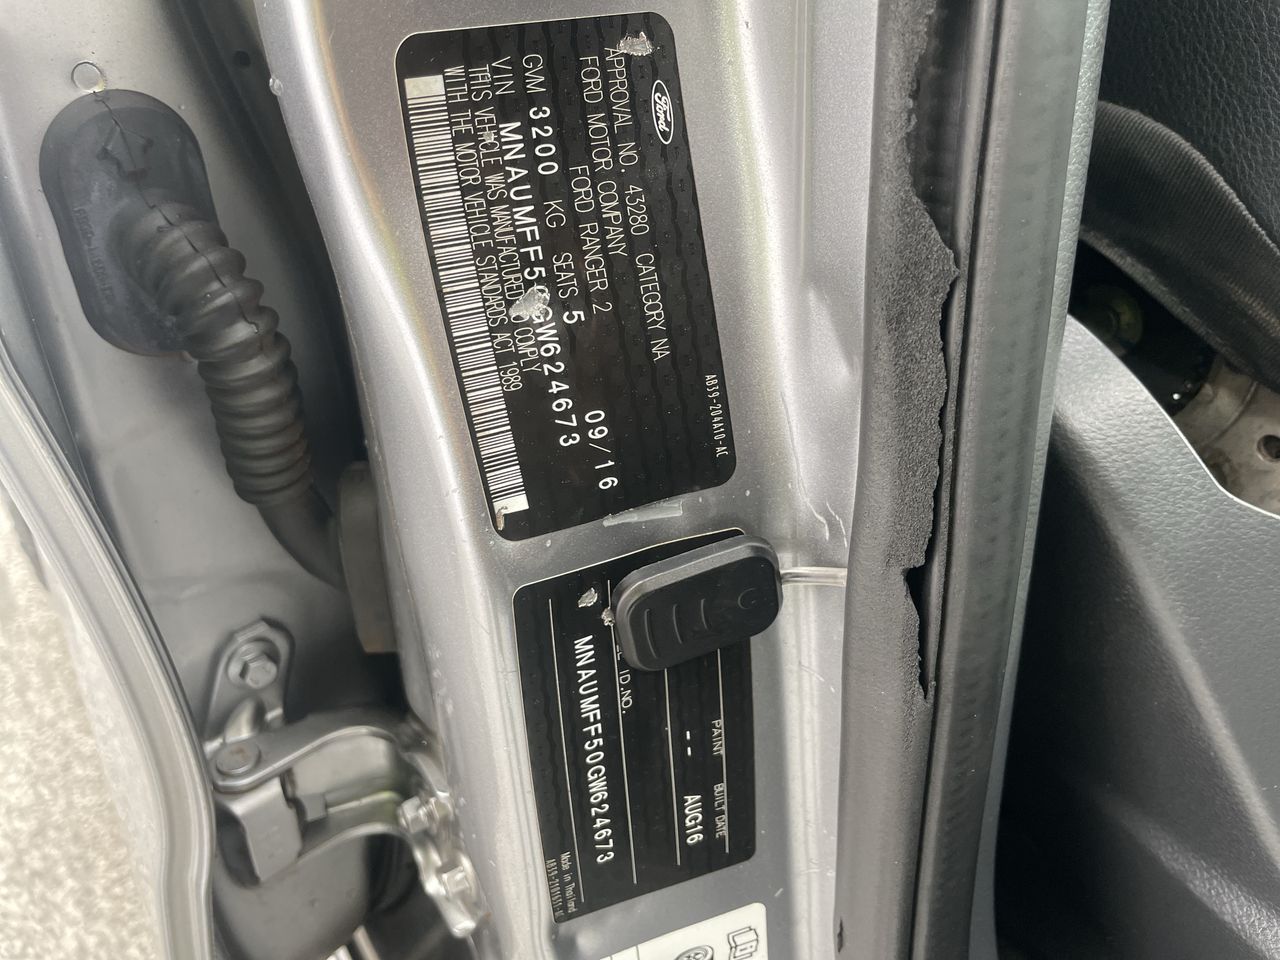 Ford
AB39-204A10-AC
APPROVAL NO. 43280 CATEGORY NA
FORD MOTOR COMPANY
FORD RANGER 2 09/16
GVM 3200 KG SEATS 5
VIN MNAUMFF50GW624673
THIS VEHICLE WAS MANUFACTURED TO COMPLY
WITH THE MOTOR VEHICLE STANDARDS ACT 1989
PAINT BUILT DATE
-- AUG16
ID.NO.
MNAUMFF50GW624673
Made in Thailand